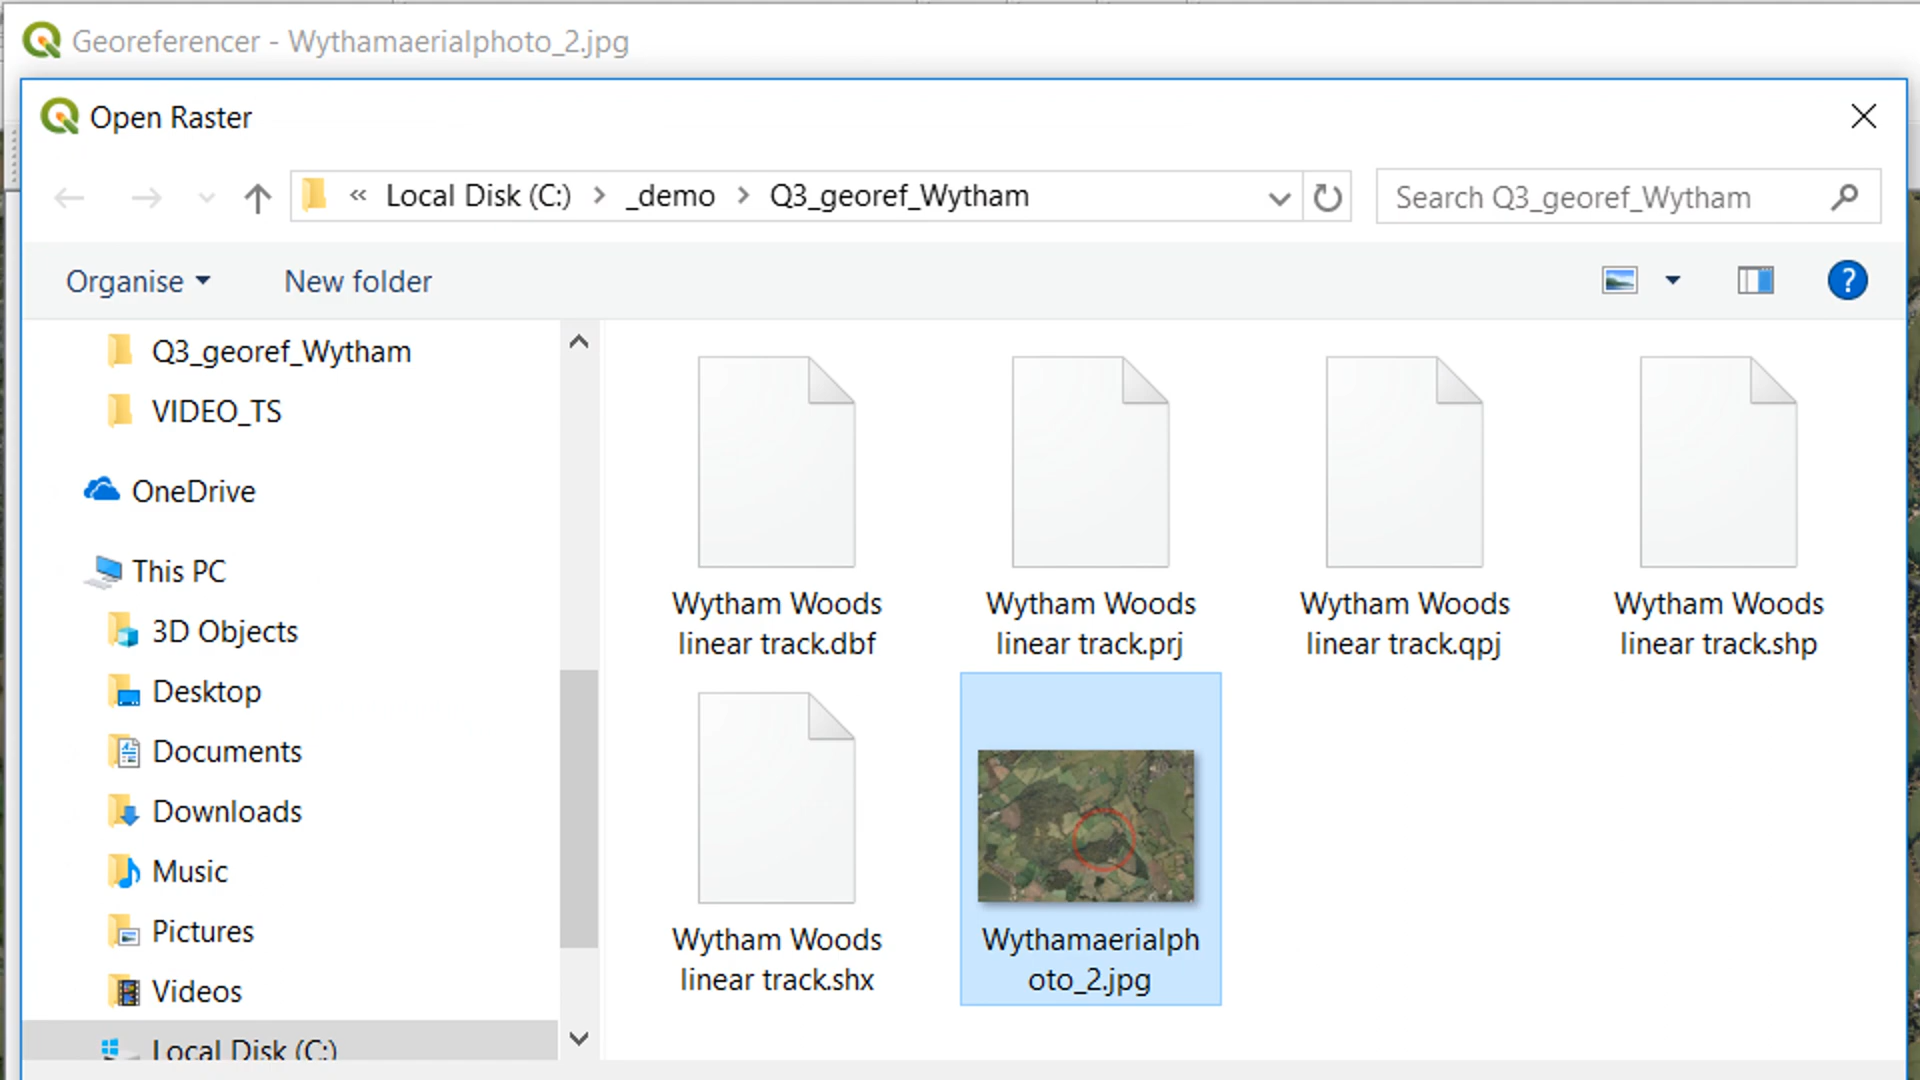 Georeferencer - Wythamaerialphoto_2.jpg
Open Raster
« Local Disk (C:) > _demo > Q3_georef_Wytham
Search Q3_georef_Wytham
Organise
New folder
?
Q3_georef_Wytham
VIDEO_TS
OneDrive
This PC
3D Objects
Desktop
Documents
Downloads
Music
Pictures
Videos
Local Disk (C:)
Wytham Woods
linear track.dbf
Wytham Woods
linear track.prj
Wytham Woods
linear track.qpj
Wytham Woods
linear track.shp
Wytham Woods
linear track.shx
Wythamaerialph
oto_2.jpg